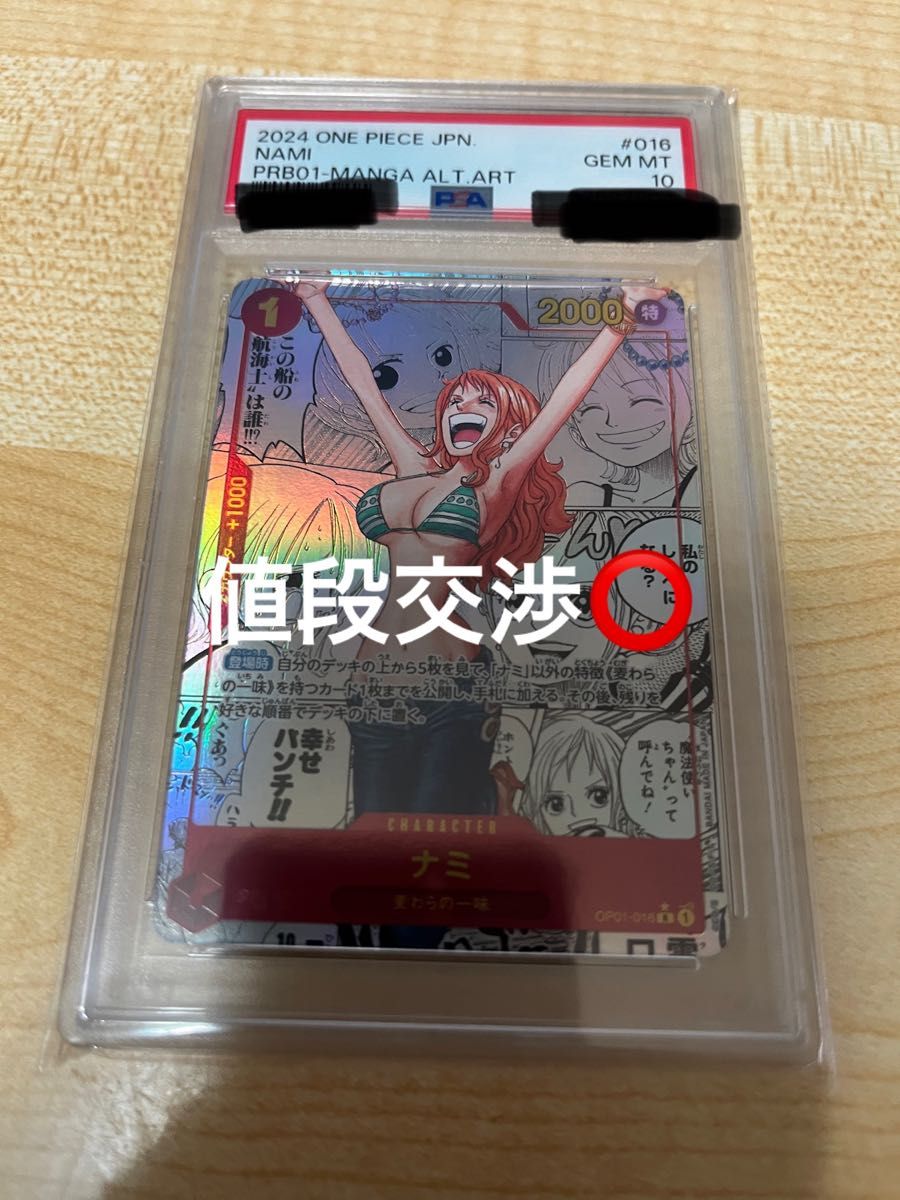 2024 ONE PIECE JPN.
#016
NAMI
GEM MT
PRB01-MANGA ALT.ART
10
PSA
1
2000
特
この船の
航海士〟は誰!!?
+1000
私の
なる?
値段交渉⭕
登場時 自分のデッキの上から5枚を見て、「ナミ」以外の特徴《麦わら
の一味》を持つカード1枚までを公開し、手札に加える。その後、残りを
好きな順番でデッキの下に置く。
幸せ
パンチ!!
魔法使い
ちゃん〟って
呼んでね!
BANDAI MADE IN JAPAN
CHARACTER
ナミ
麦わらの一味
OP01-016 R 1